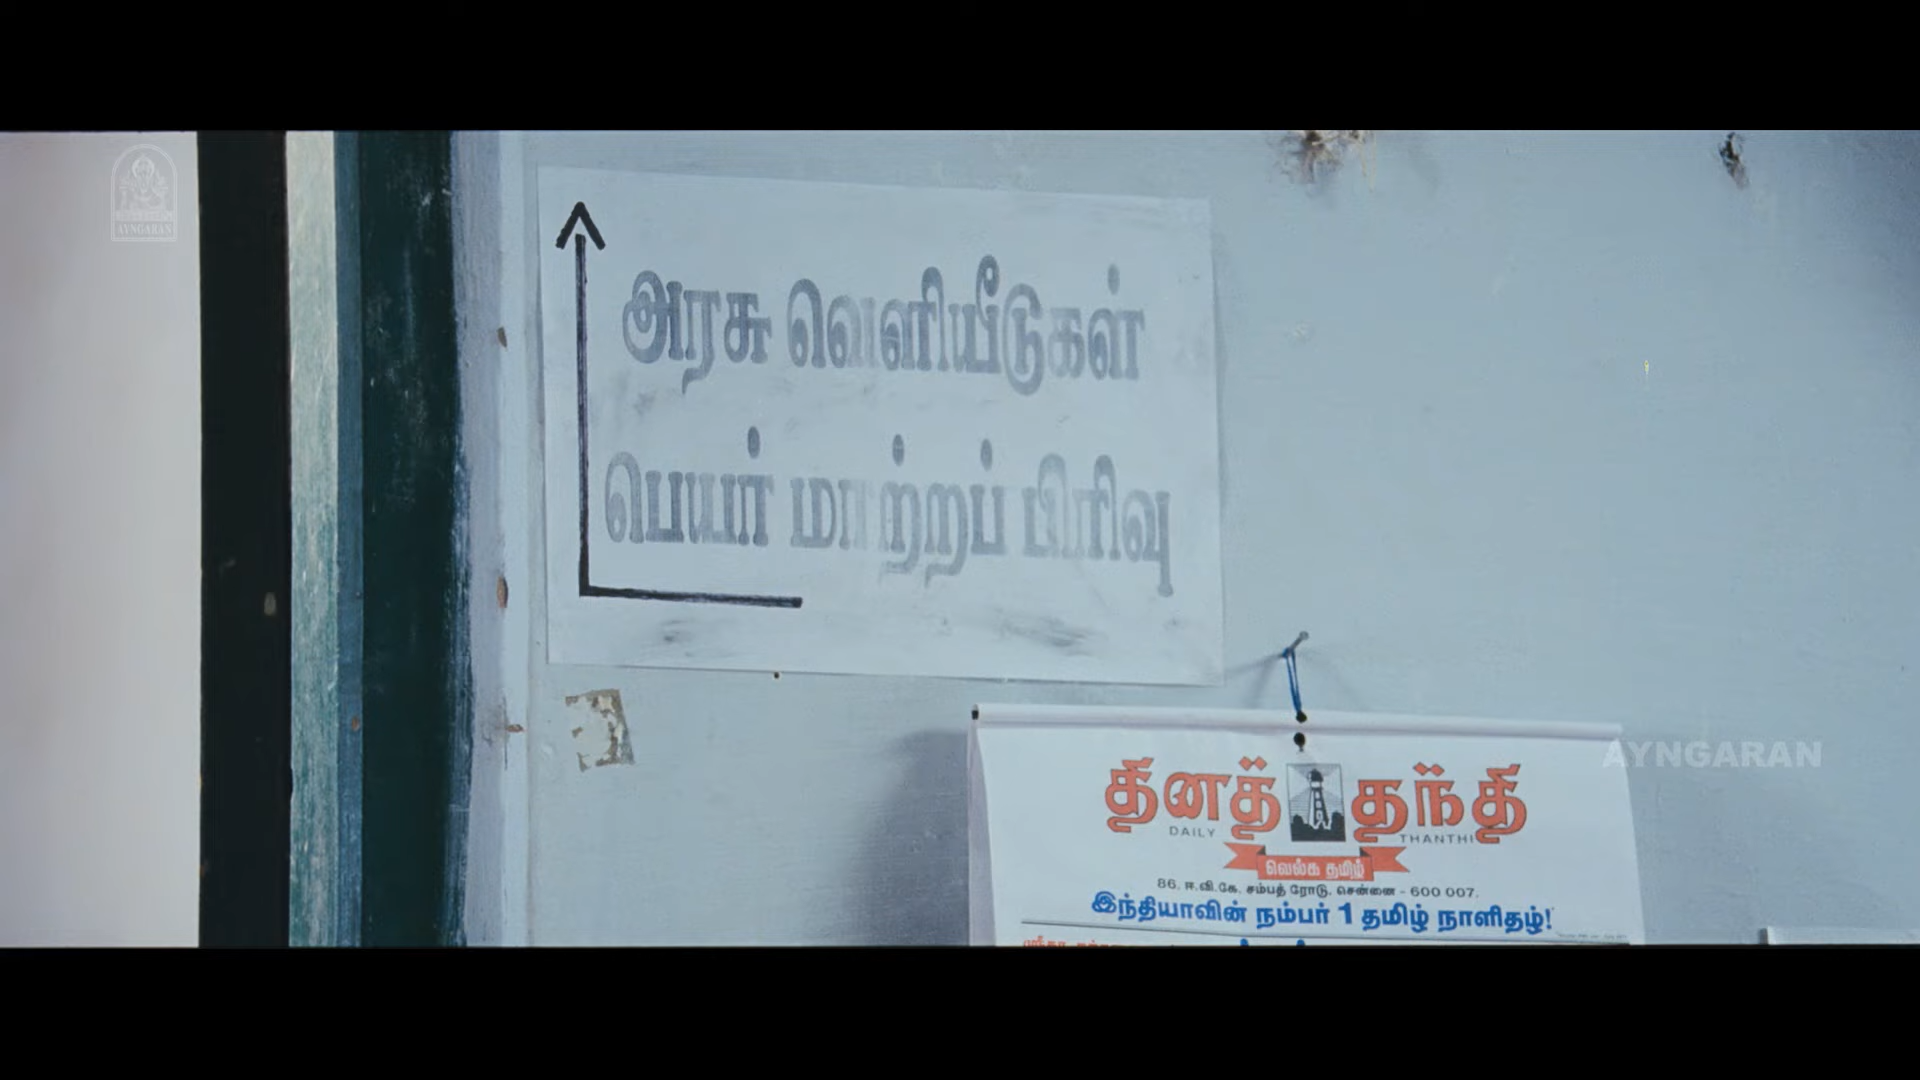 AYNGARAN
அரசு வெளியீடுகள்
பெயர் மாற்றப் பிரிவு
தினத் தந்தி
DAILY THANTHI
வெல்க தமிழ்
86, ஈ.வி.கே. சம்பத் ரோடு, சென்னை - 600 007.
இந்தியாவின் நம்பர் 1 தமிழ் நாளிதழ்!
AYNGARAN